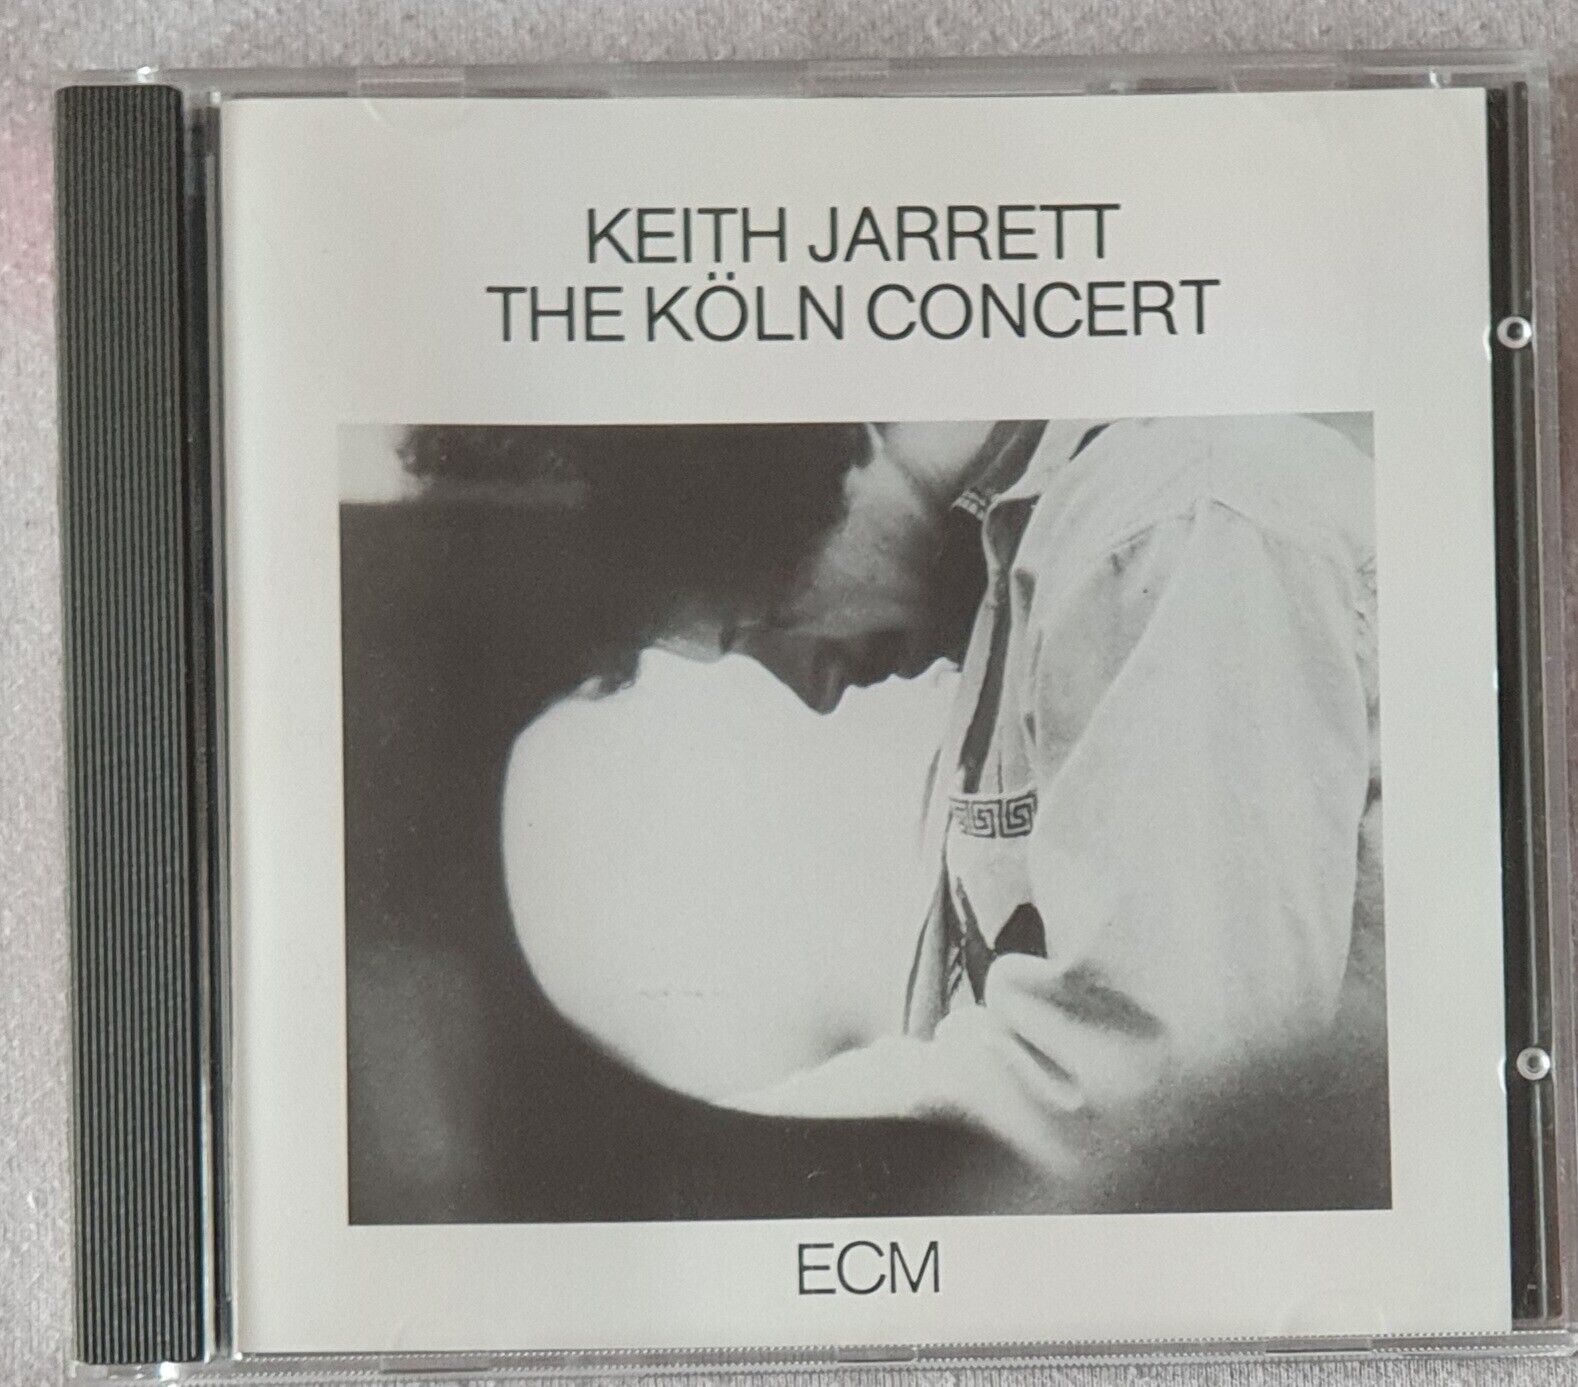 KEITH JARRETT
THE KÖLN CONCERT
ECM